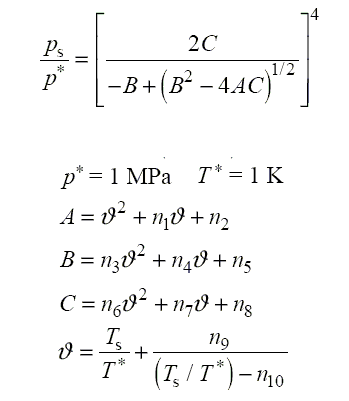 p_s / p* = [ 2C / ( −B + (B² − 4AC)^{1/2} ) ]⁴
p* = 1 MPa T* = 1 K
A = ϑ² + n₁ϑ + n₂
B = n₃ϑ² + n₄ϑ + n₅
C = n₆ϑ² + n₇ϑ + n₈
ϑ = T_s / T* + n₉ / ( (T_s / T*) − n₁₀ )